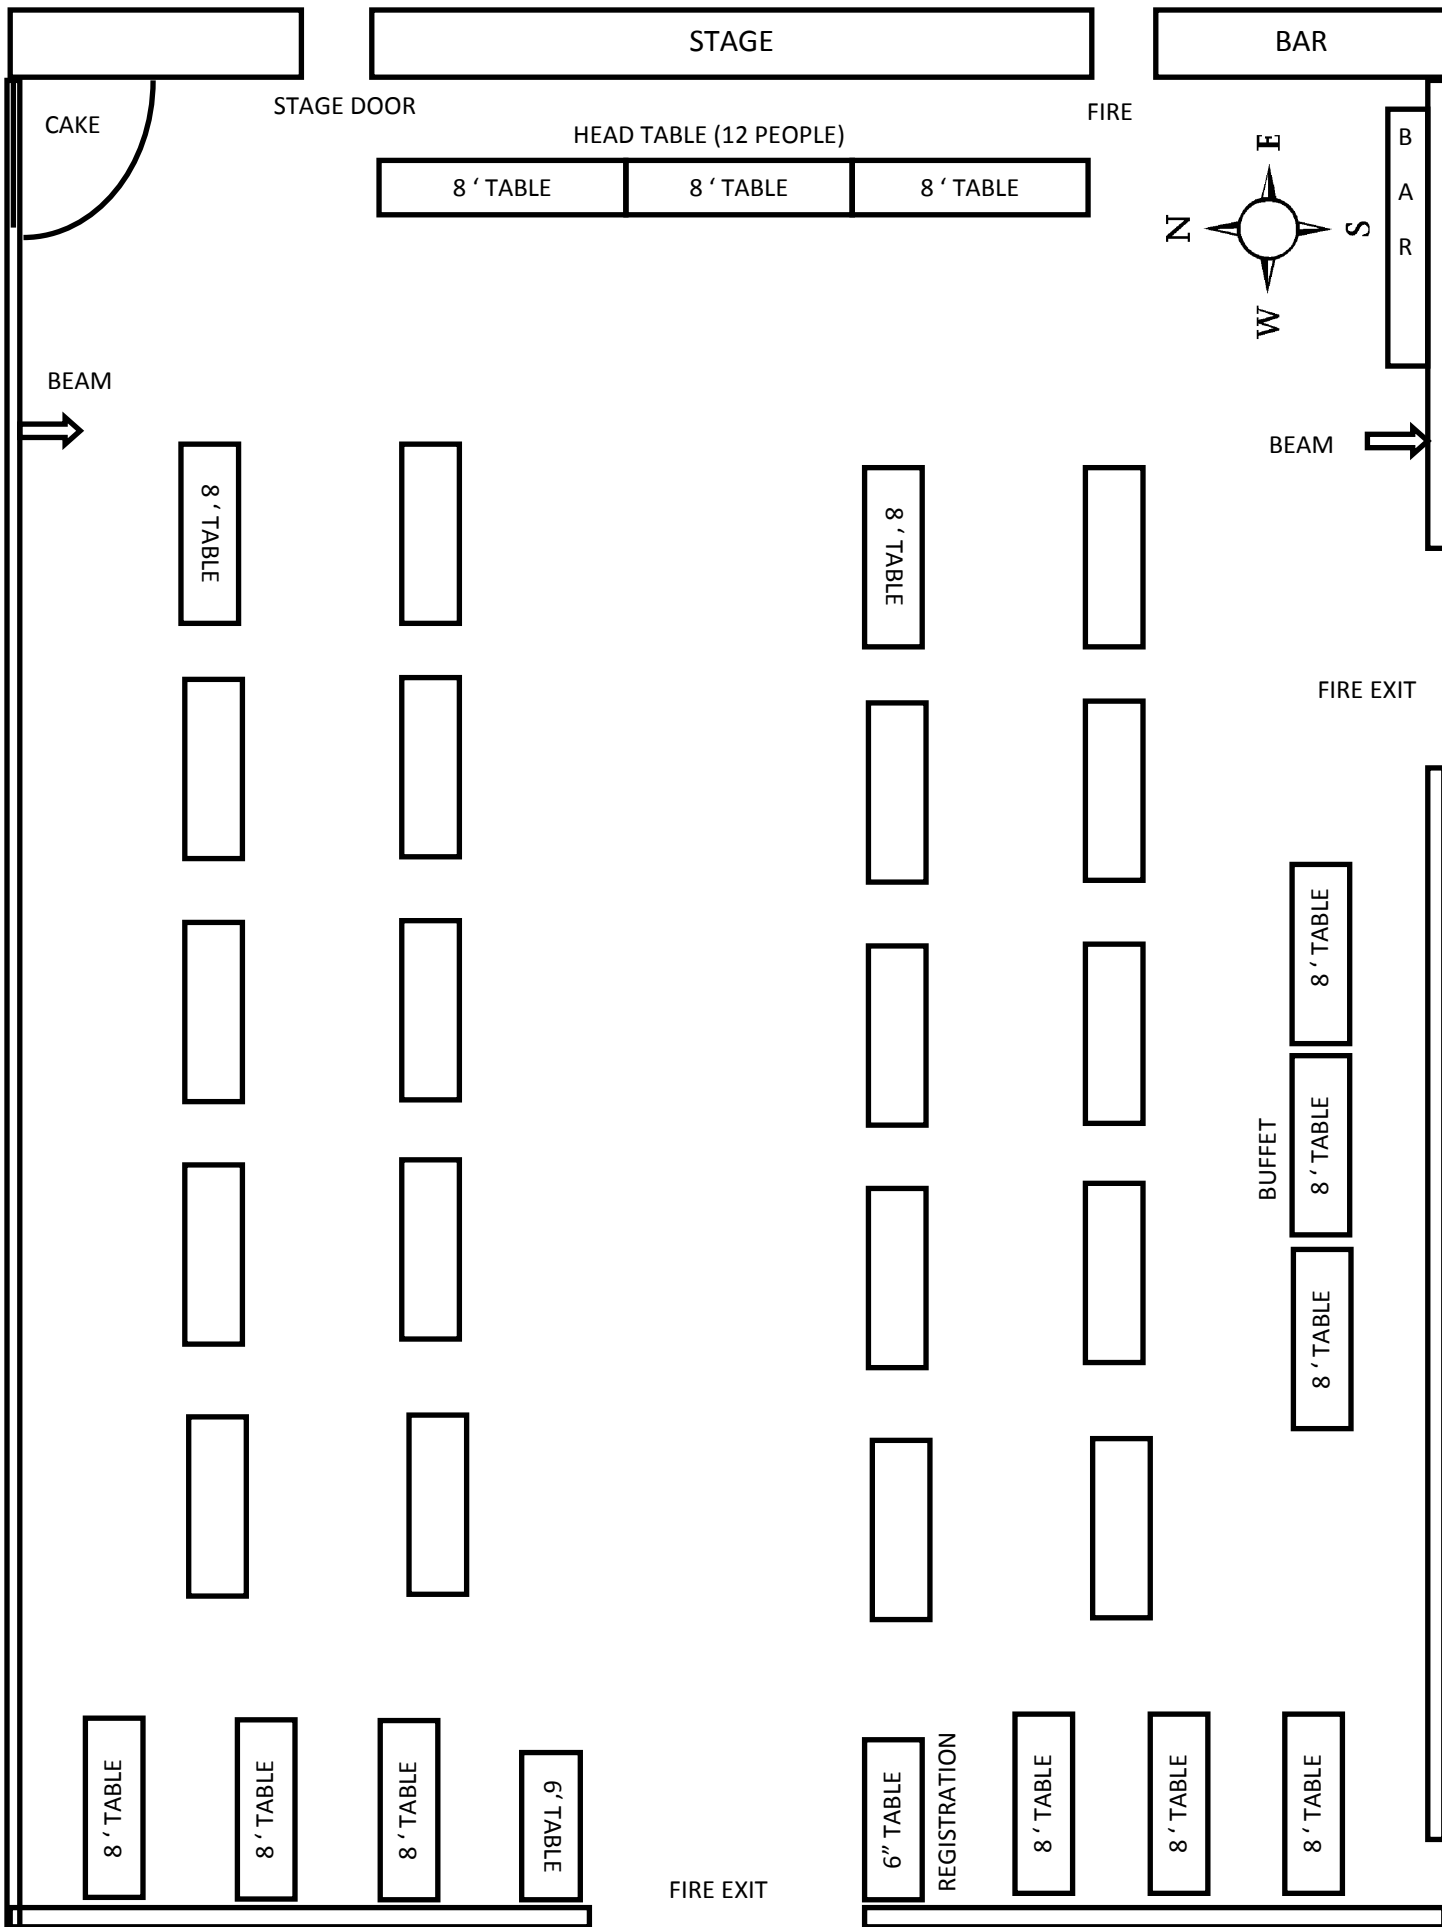 STAGE
BAR
CAKE
STAGE DOOR
FIRE
HEAD TABLE (12 PEOPLE)
8 ‘ TABLE
8 ‘ TABLE
8 ‘ TABLE
B
A
R
E
N
S
W
BEAM
BEAM
8 ‘ TABLE
8 ‘ TABLE
FIRE EXIT
8 ‘ TABLE
BUFFET
8 ‘ TABLE
8 ‘ TABLE
8 ‘ TABLE
8 ‘ TABLE
8 ‘ TABLE
6’ TABLE
FIRE EXIT
6” TABLE
REGISTRATION
8 ‘ TABLE
8 ‘ TABLE
8 ‘ TABLE